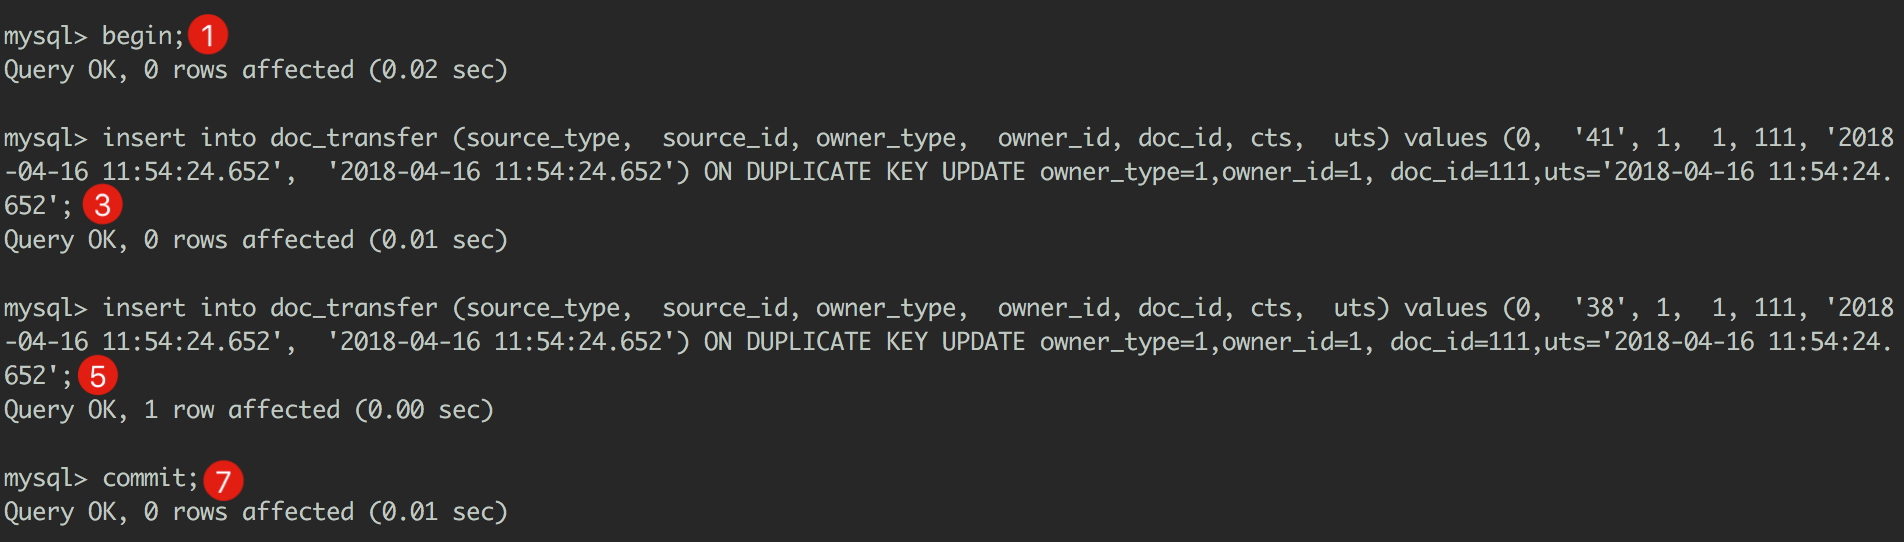 mysql> begin; 1
Query OK, 0 rows affected (0.02 sec)
mysql> insert into doc_transfer (source_type,  source_id, owner_type,  owner_id, doc_id, cts,  uts) values (0,  '41', 1,  1, 111, '2018
-04-16 11:54:24.652',  '2018-04-16 11:54:24.652') ON DUPLICATE KEY UPDATE owner_type=1,owner_id=1, doc_id=111,uts='2018-04-16 11:54:24.
652'; 3
Query OK, 0 rows affected (0.01 sec)
mysql> insert into doc_transfer (source_type,  source_id, owner_type,  owner_id, doc_id, cts,  uts) values (0,  '38', 1,  1, 111, '2018
-04-16 11:54:24.652',  '2018-04-16 11:54:24.652') ON DUPLICATE KEY UPDATE owner_type=1,owner_id=1, doc_id=111,uts='2018-04-16 11:54:24.
652'; 5
Query OK, 1 row affected (0.00 sec)
mysql> commit; 7
Query OK, 0 rows affected (0.01 sec)